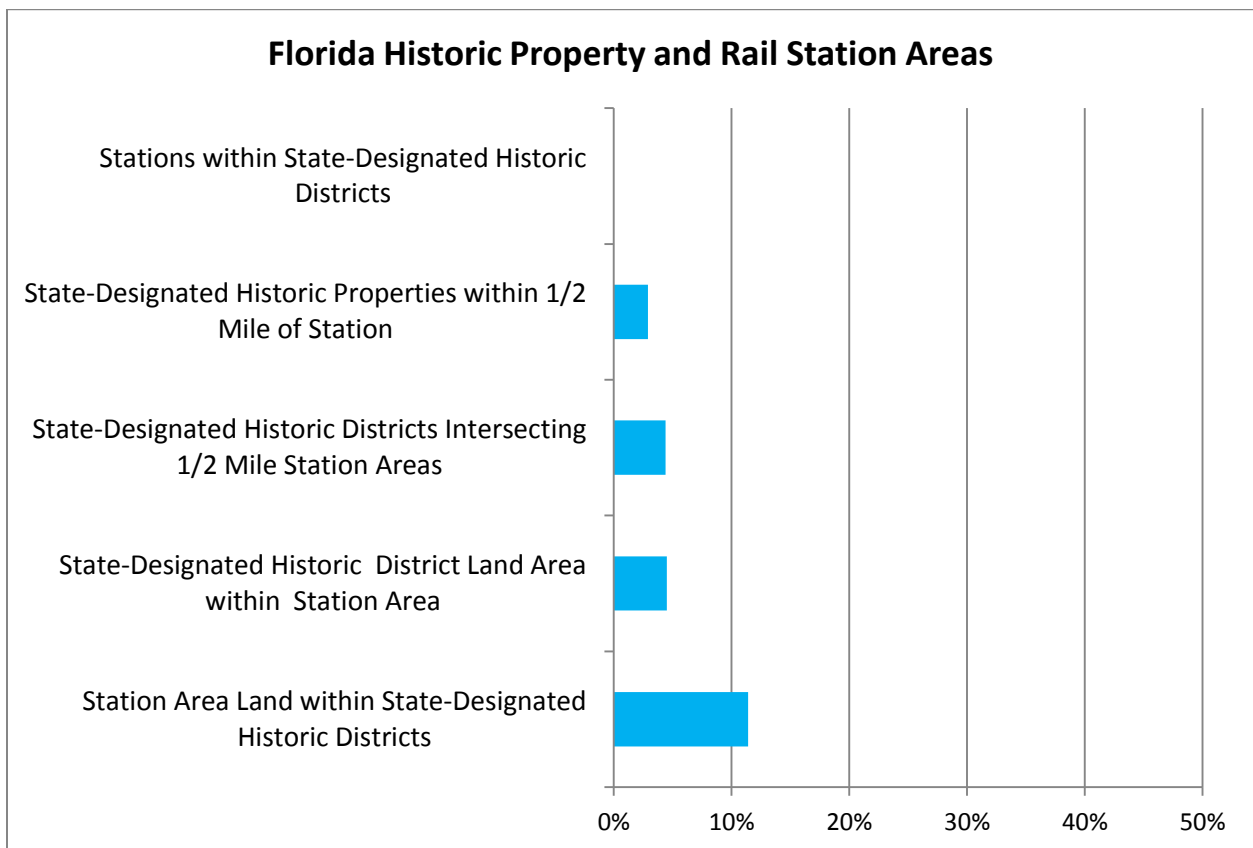 Florida Historic Property and Rail Station Areas
Stations within State-Designated Historic
Districts
State-Designated Historic Properties within 1/2
Mile of Station
State-Designated Historic Districts Intersecting
1/2 Mile Station Areas
State-Designated Historic  District Land Area
within  Station Area
Station Area Land within State-Designated
Historic Districts
0% 10% 20% 30% 40% 50%